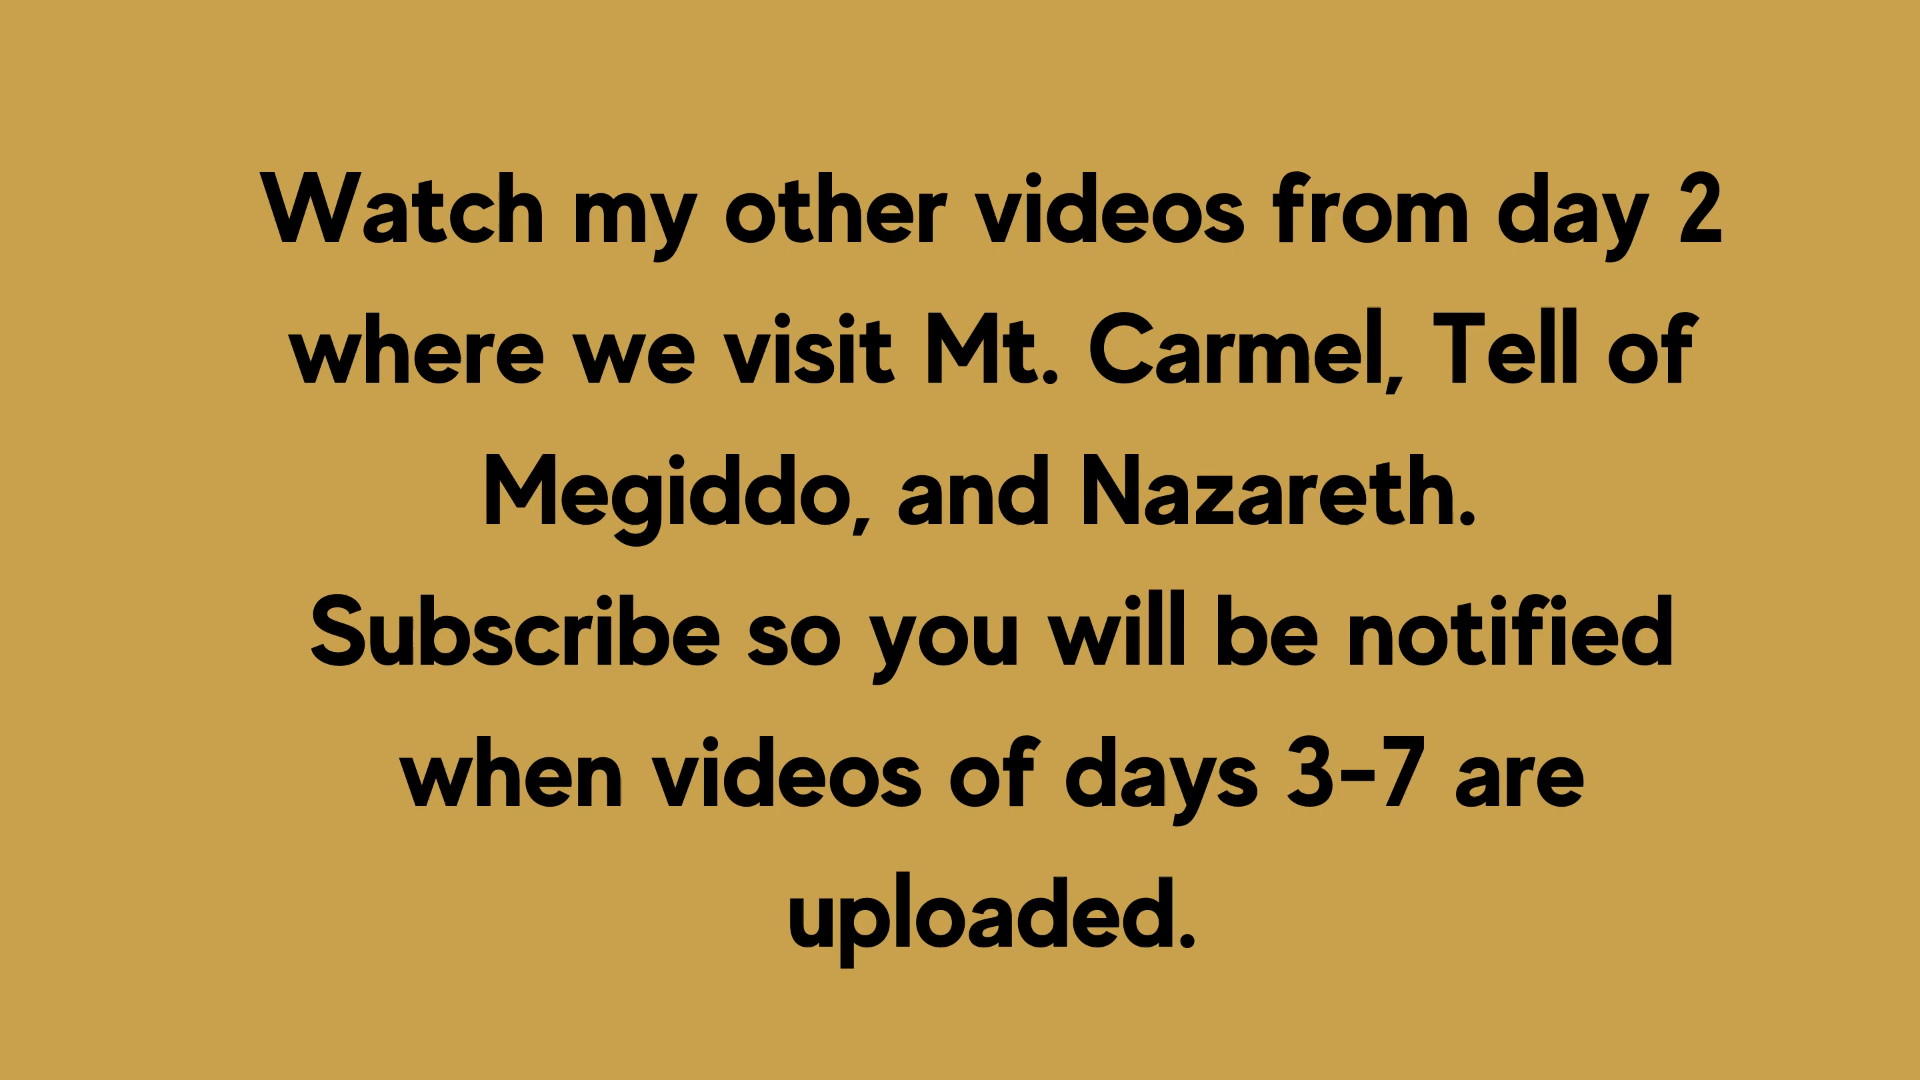 Watch my other videos from day 2
where we visit Mt. Carmel, Tell of
Megiddo, and Nazareth.
Subscribe so you will be notified
when videos of days 3-7 are
uploaded.